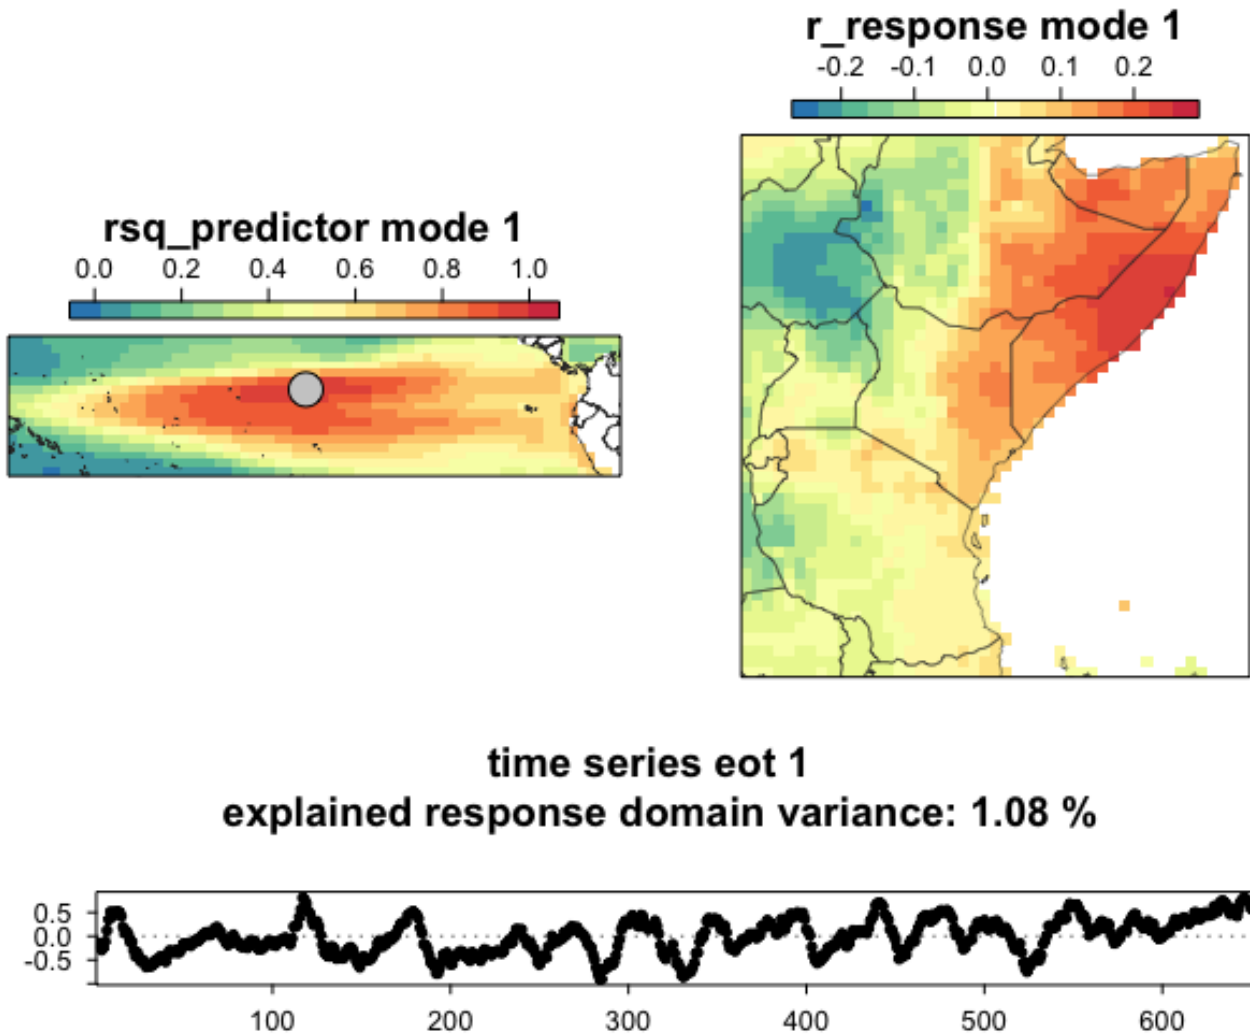 r_response mode 1
-0.2 -0.1 0.0 0.1 0.2
rsq_predictor mode 1
0.0 0.2 0.4 0.6 0.8 1.0
time series eot 1
explained response domain variance: 1.08 %
0.5
0.0
-0.5
100 200 300 400 500 600